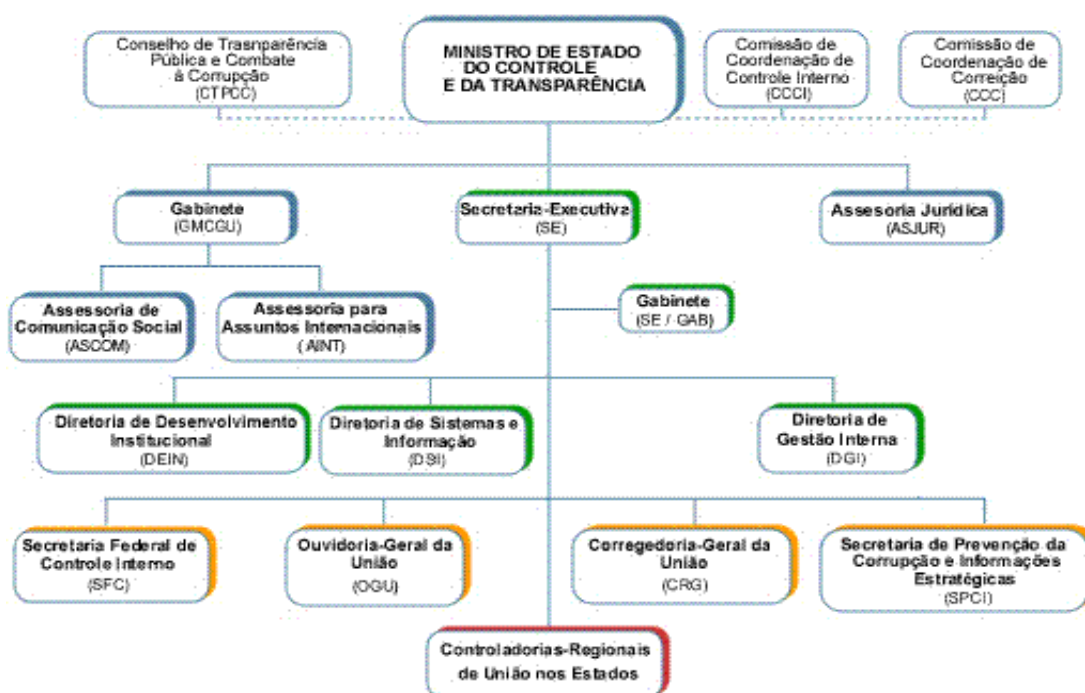 Conselho de Trasnparência
Pública e Combate
à Corrupção
(CTPCC)
MINISTRO DE ESTADO
DO CONTROLE
E DA TRANSPARÊNCIA
Comissão de
Coordenação de
Controle Interno
(CCCI)
Comissão de
Coordenação de
Correição
(CCC)
Gabinete
(GMCGU)
Secretaria-Executiva
(SE)
Assesoria Jurídica
(ASJUR)
Assessoria de
Comunicação Social
(ASCOM)
Assessoria para
Assuntos Internacionais
(AINT)
Gabinete
(SE / GAB)
Diretoria de Desenvolvimento
Institucional
(DEIN)
Diretoria de Sistemas e
Informação
(DSI)
Diretoria de
Gestão Interna
(DGI)
Secretaria Federal de
Controle Interno
(SFC)
Ouvidoria-Geral da
União
(OGU)
Corregedoria-Geral da
União
(CRG)
Secretaria de Prevenção da
Corrupção e Informações
Estratégicas
(SPCI)
Controladorias-Regionais
de União nos Estados